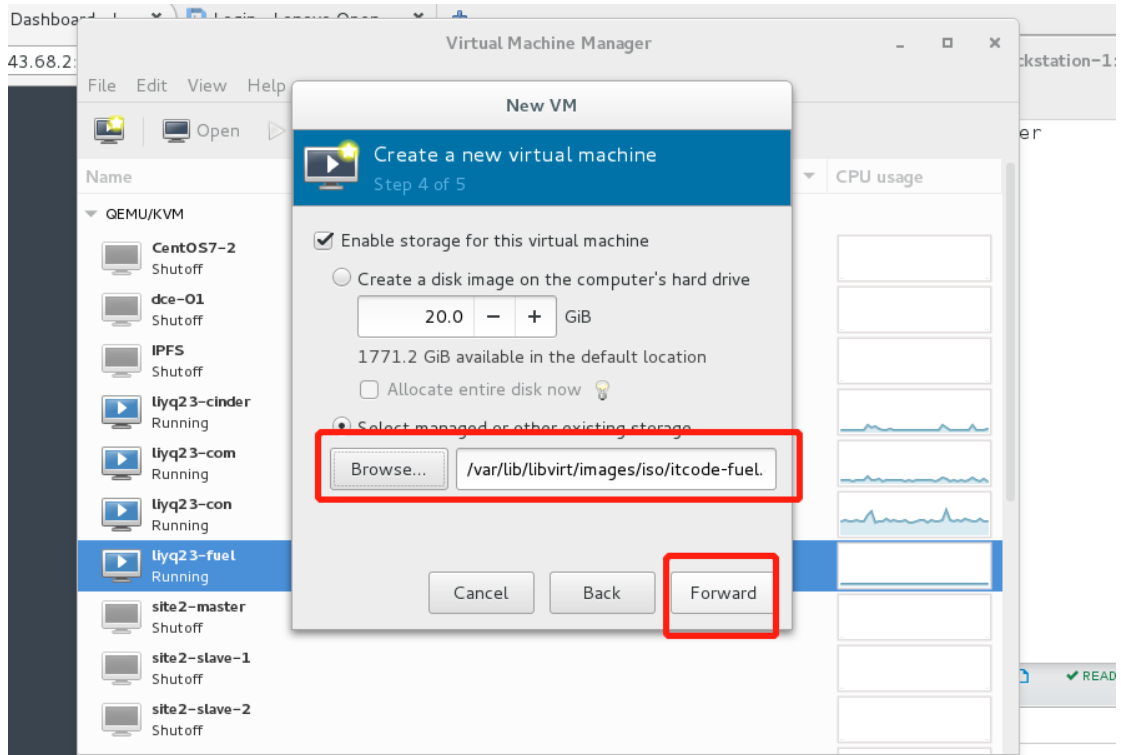 Dashboard
Virtual Machine Manager
43.68.2:
ckstation-1:
File Edit View Help
New VM
Open
er
Create a new virtual machine
Step 4 of 5
Name
CPU usage
QEMU/KVM
Enable storage for this virtual machine
CentOS7-2
Shutoff
Create a disk image on the computer's hard drive
dce-01
Shutoff
20.0 − + GiB
IPFS
Shutoff
1771.2 GiB available in the default location
Allocate entire disk now
liyq23-cinder
Running
Select managed or other existing storage
liyq23-com
Running
Browse... /var/lib/libvirt/images/iso/itcode-fuel.
liyq23-con
Running
liyq23-fuel
Running
Cancel Back Forward
site2-master
Shutoff
site2-slave-1
Shutoff
READ
site2-slave-2
Shutoff